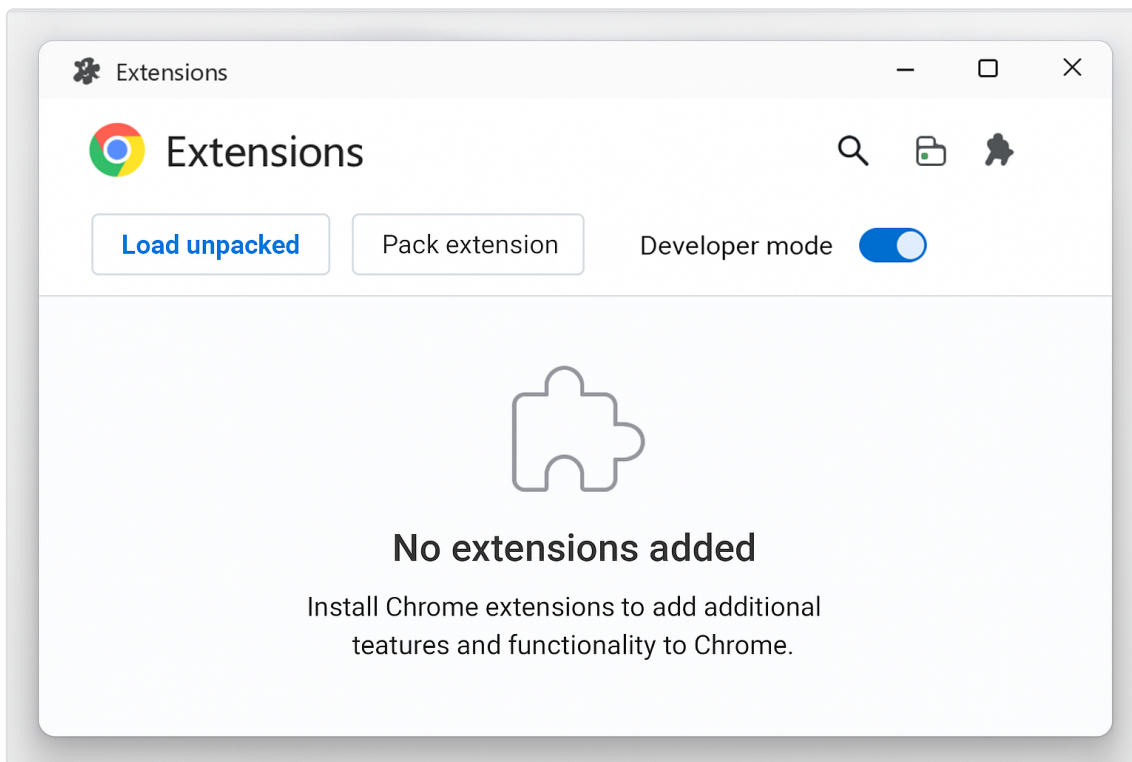 Extensions
Extensions
Load unpacked
Pack extension
Developer mode
No extensions added
Install Chrome extensions to add additional
teatures and functionality to Chrome.